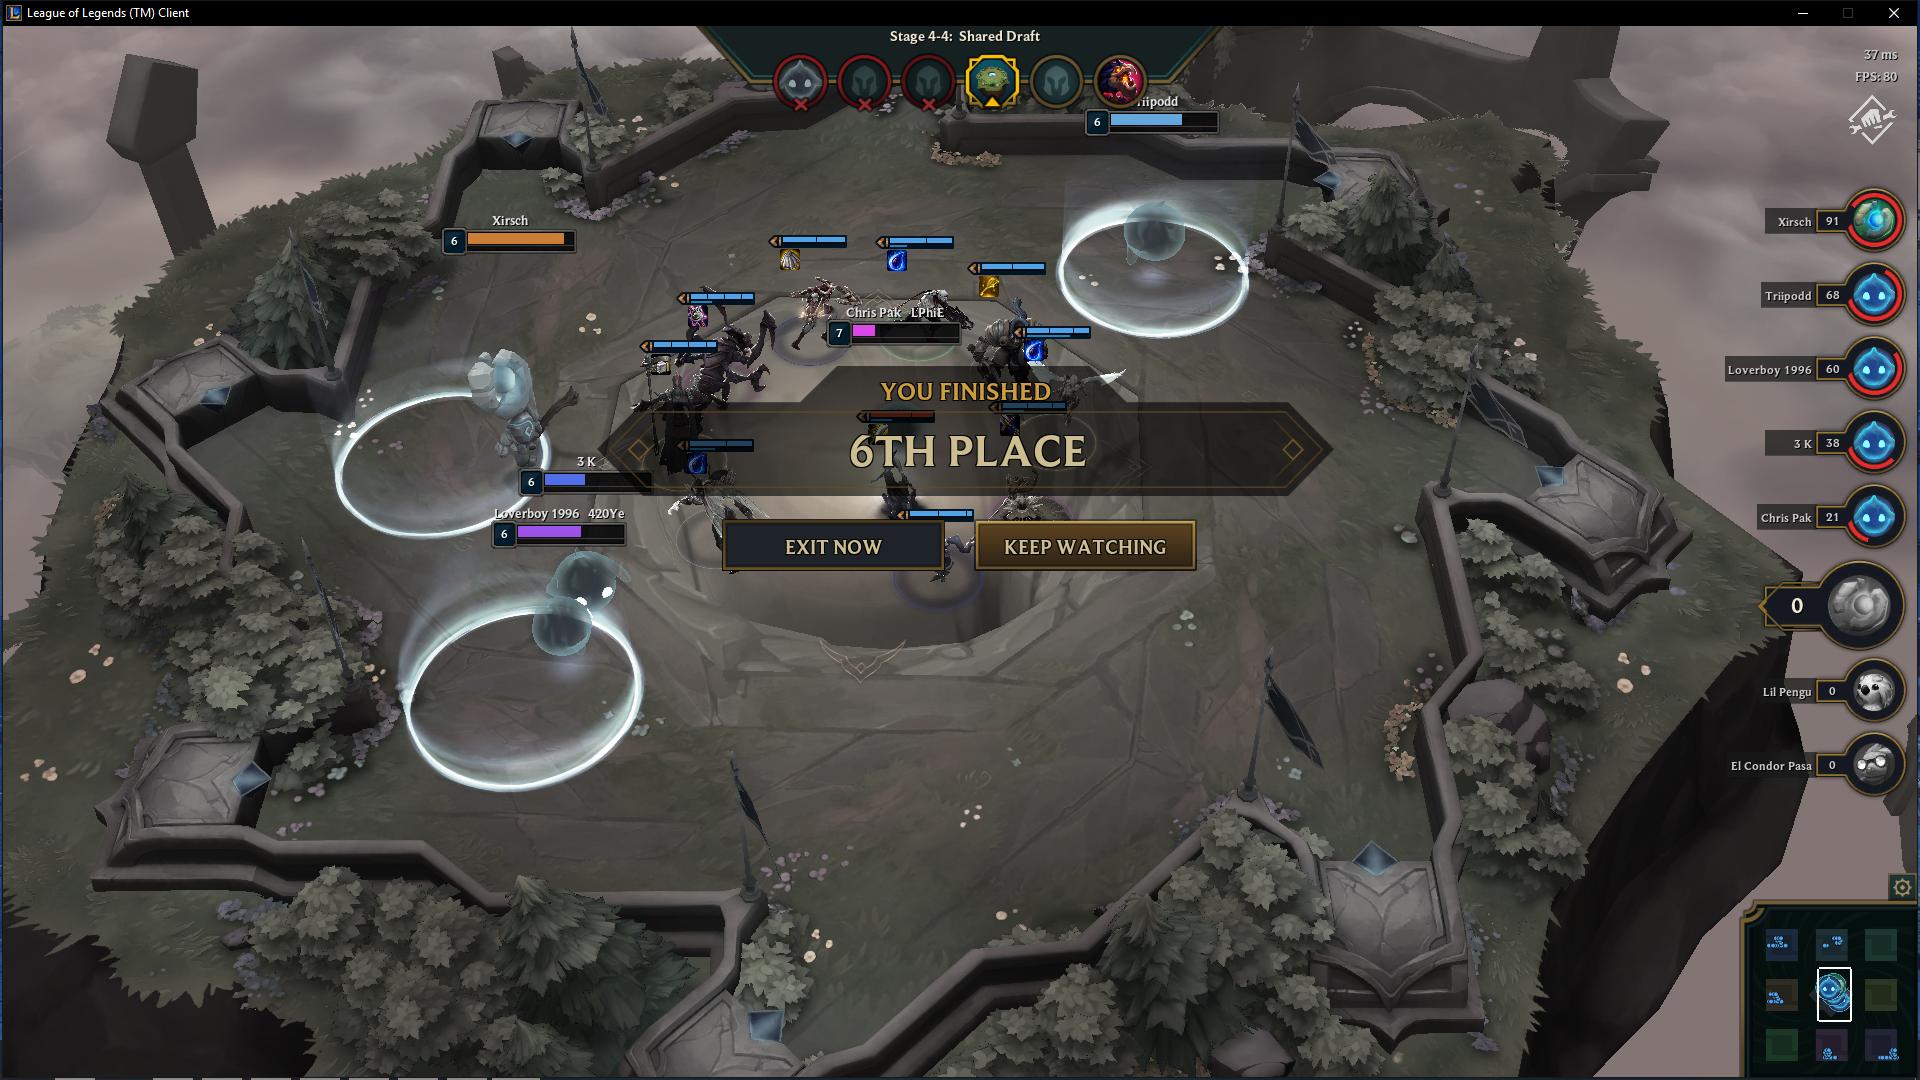 League of Legends (TM) Client
Stage 4-4: Shared Draft
37 ms
FPS: 80
6
Xirsch
6
7
Chris Pak L'PhiE
YOU FINISHED
6TH PLACE
3 K
6
Loverboy 1996 420Ye
6
EXIT NOW
KEEP WATCHING
Xirsch 91
Triipodd 68
Loverboy 1996 60
3 K 38
Chris Pak 21
0
Lil Pengu 0
El Condor Pasa 0